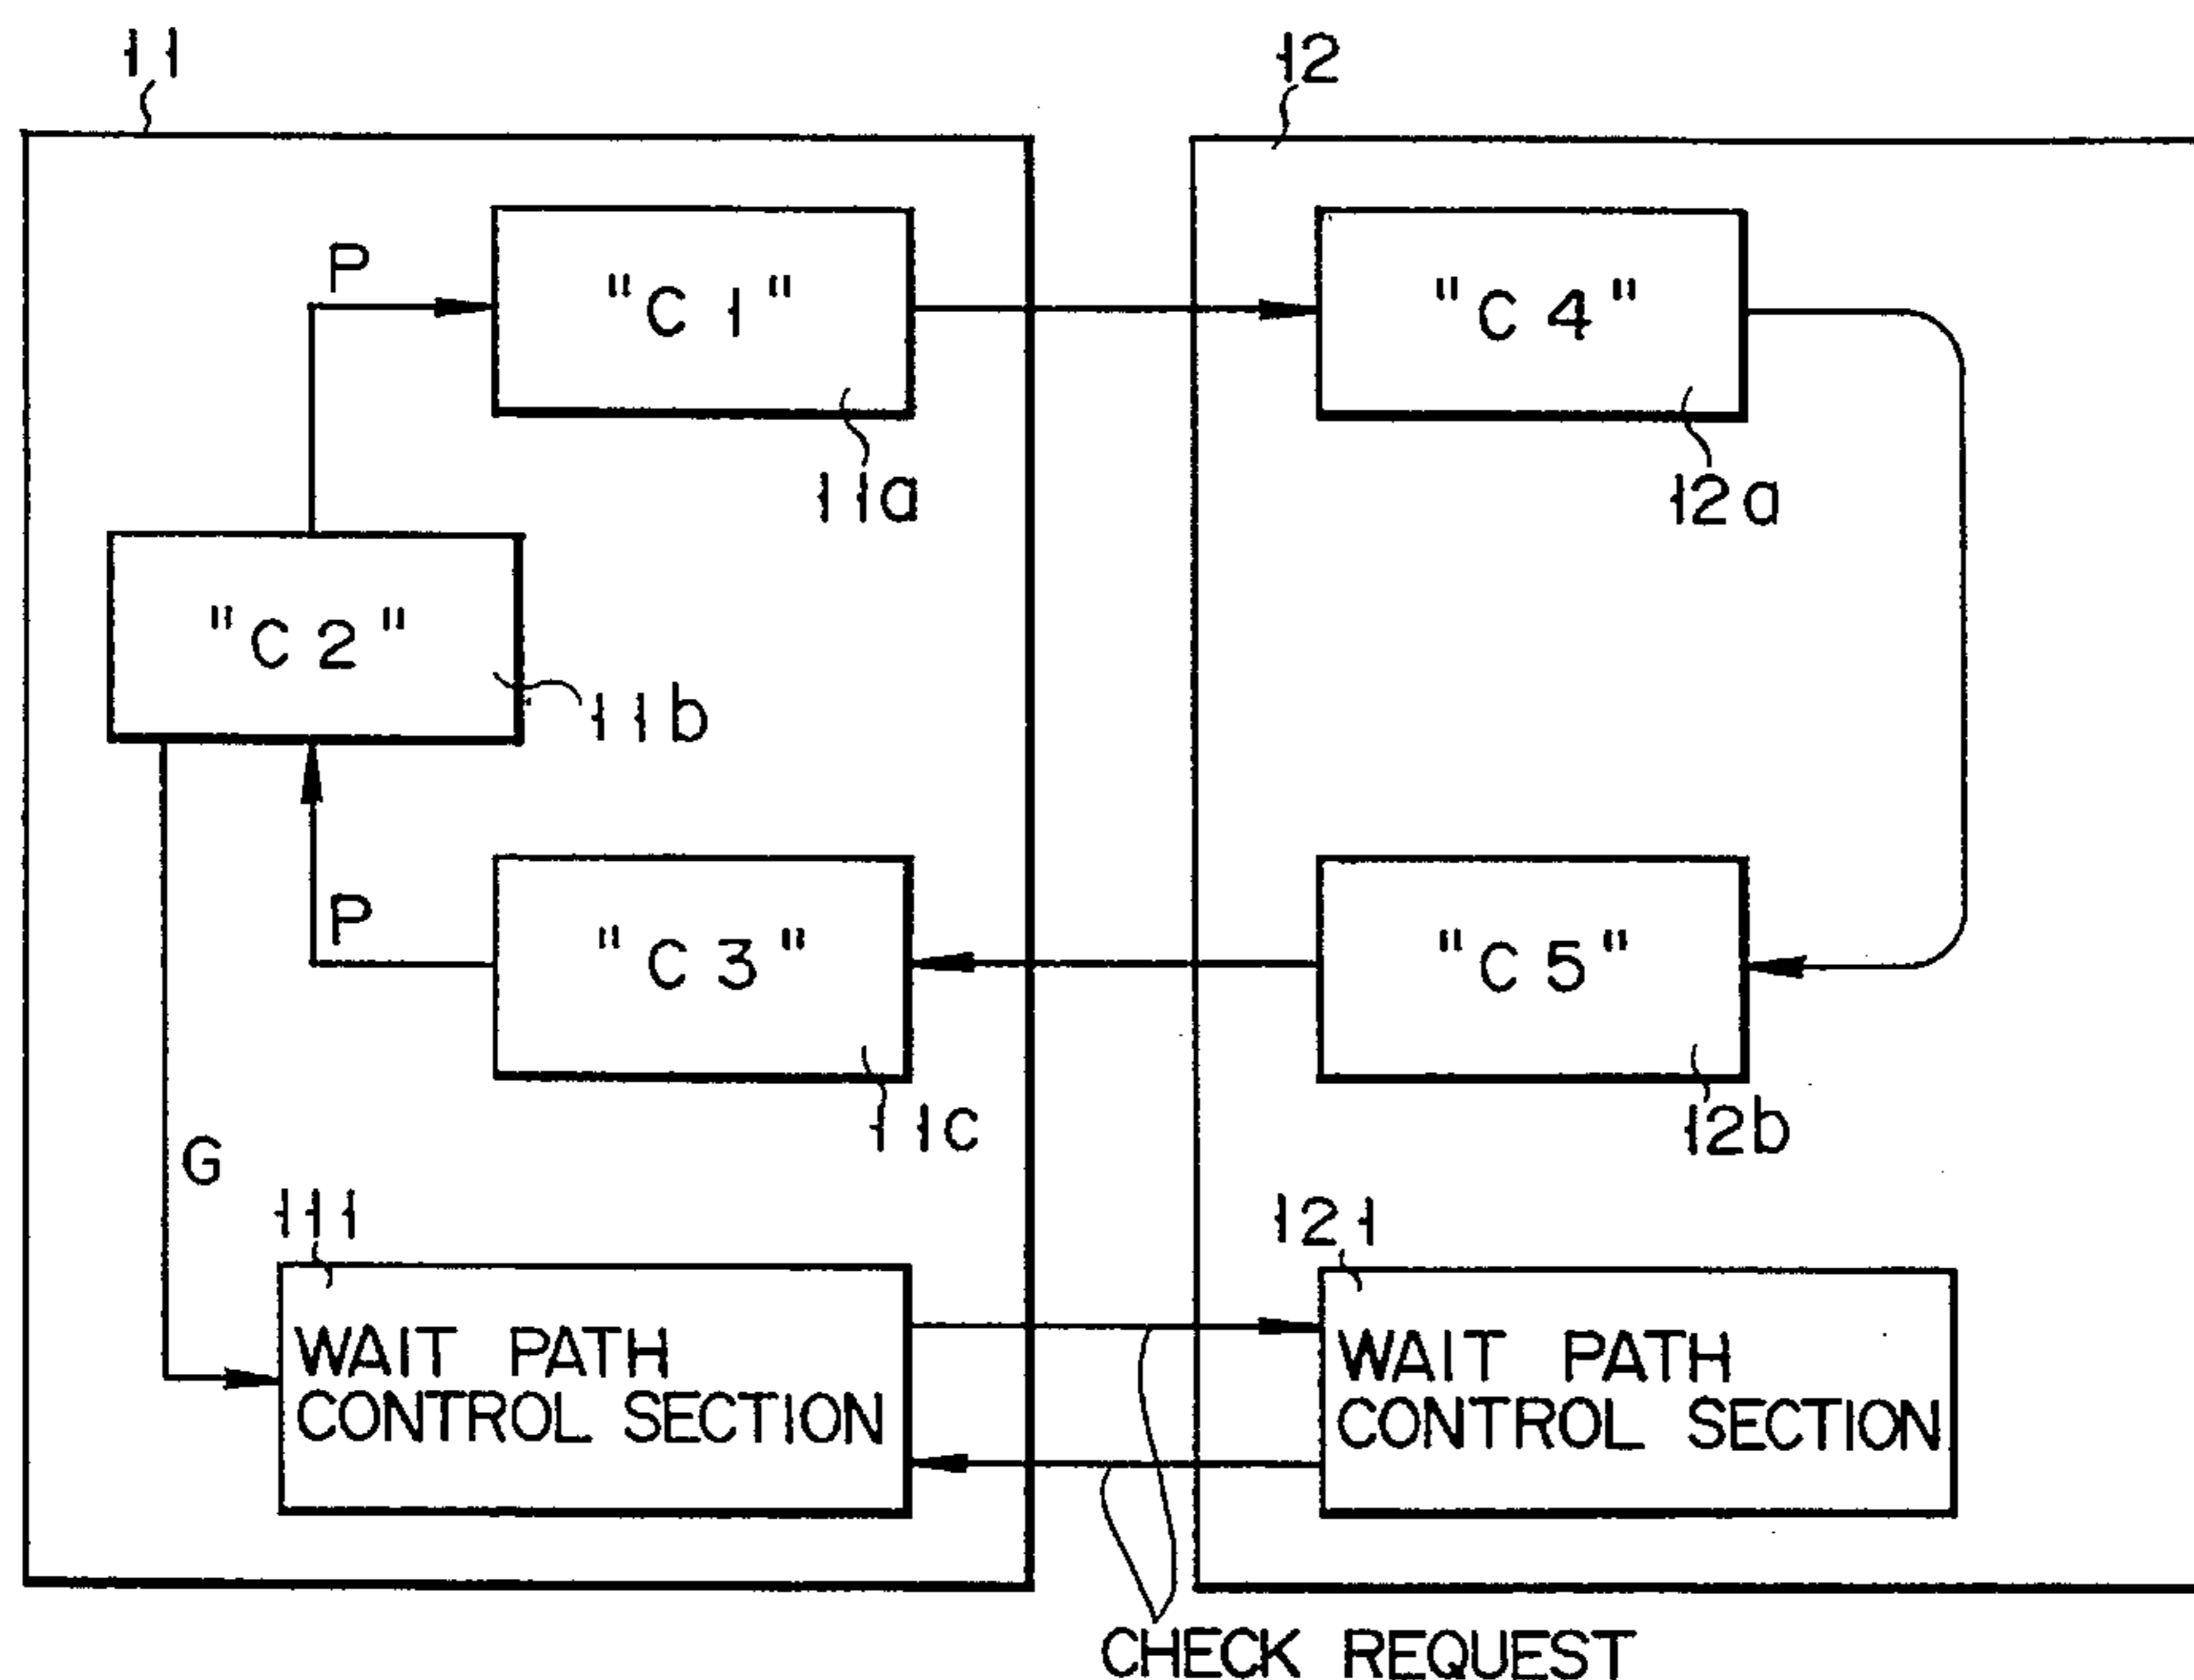 11
12
P
"C 1"
"C 4"
11a
12a
"C 2"
11b
P
"C 3"
"C 5"
11c
12b
G
111
121
WAIT PATH
CONTROL SECTION
WAIT PATH
CONTROL SECTION
CHECK REQUEST